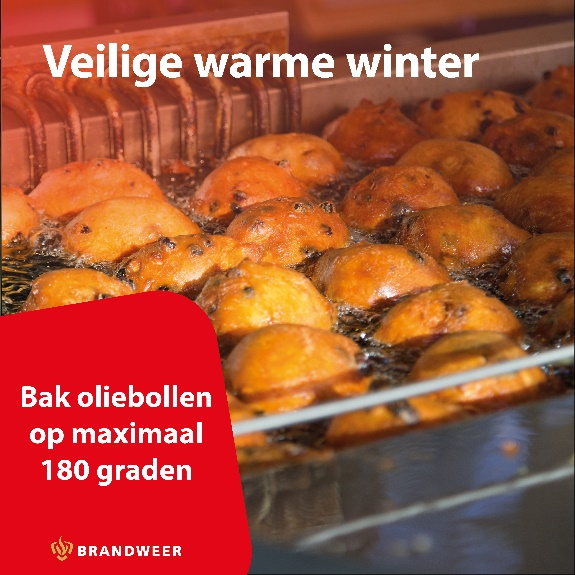 Veilige warme winter
Bak oliebollen
op maximaal
180 graden
BRANDWEER